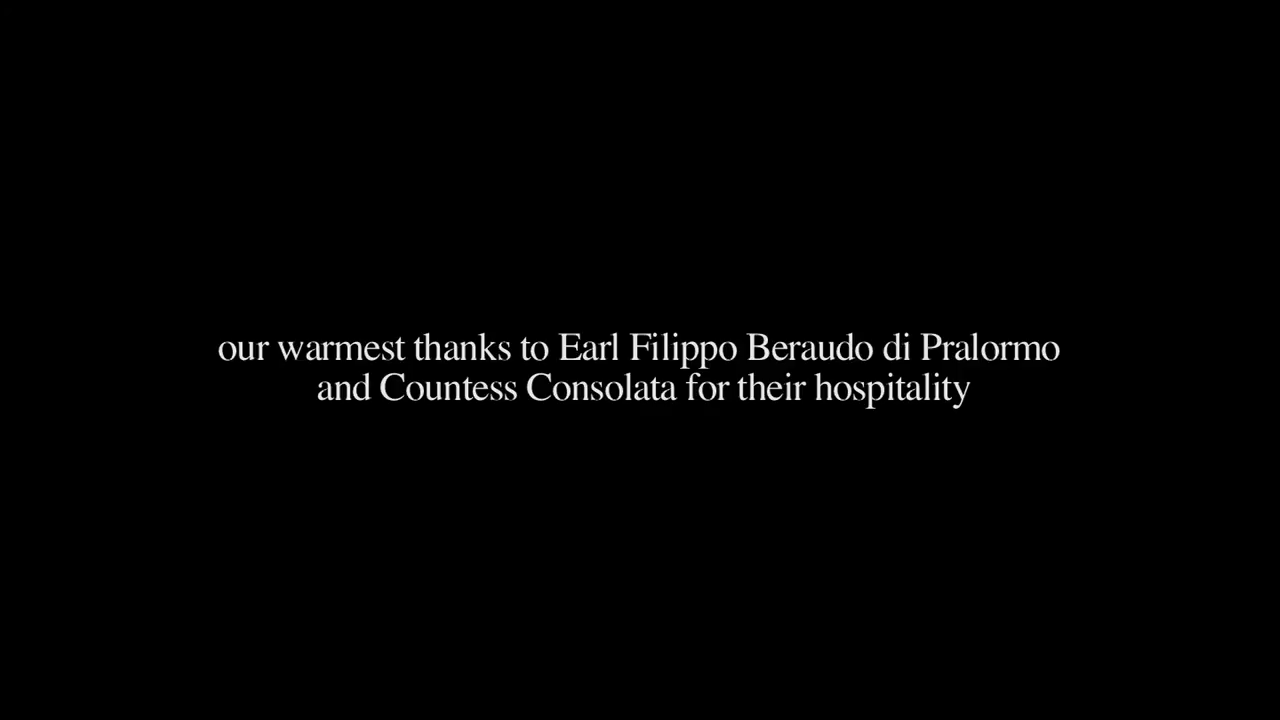 our warmest thanks to Earl Filippo Beraudo di Pralormo
and Countess Consolata for their hospitality